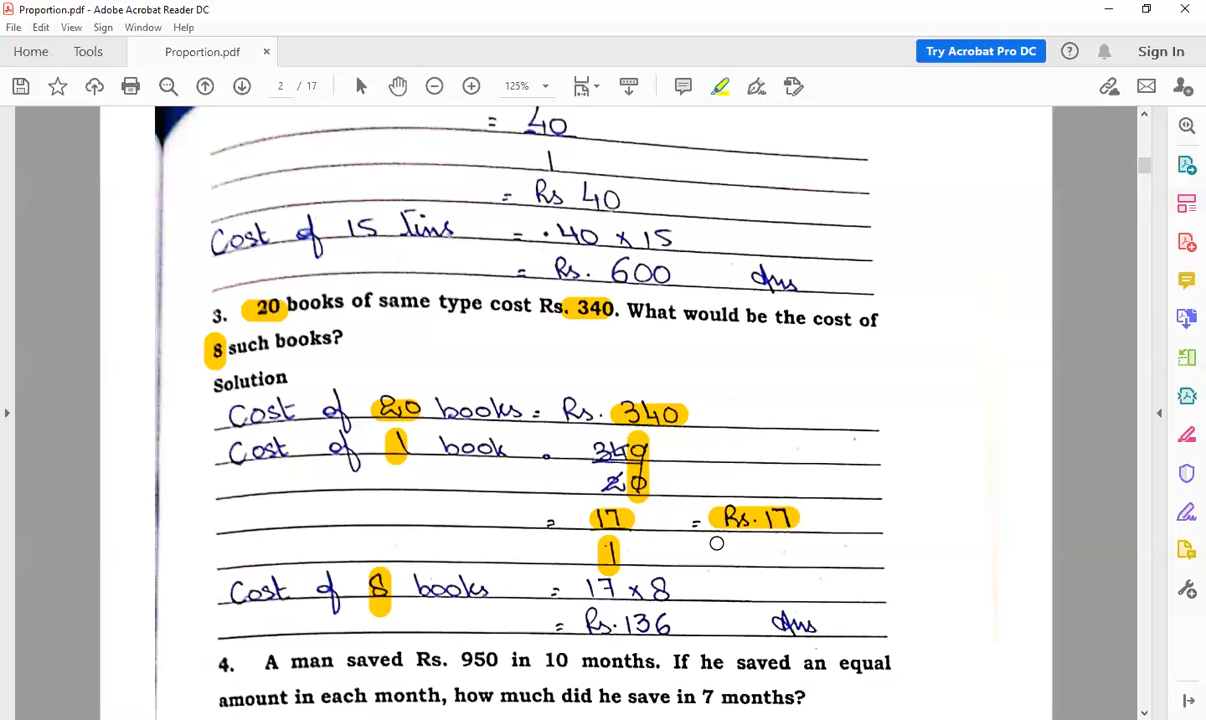 Proportion.pdf - Adobe Acrobat Reader DC
File Edit View Sign Window Help
Home Tools Proportion.pdf × Try Acrobat Pro DC Sign In
2 / 17 125%
= 40
1
= Rs 40
Cost of 15 Tins = .40 × 15
= Rs. 600 Ans
3. 20 books of same type cost Rs. 340. What would be the cost of
8 such books?
Solution
Cost of 20 books = Rs. 340
Cost of 1 book = 340
20
= 17 = Rs. 17
1
Cost of 8 books = 17 × 8
= Rs. 136 Ans
4. A man saved Rs. 950 in 10 months. If he saved an equal
amount in each month, how much did he save in 7 months?